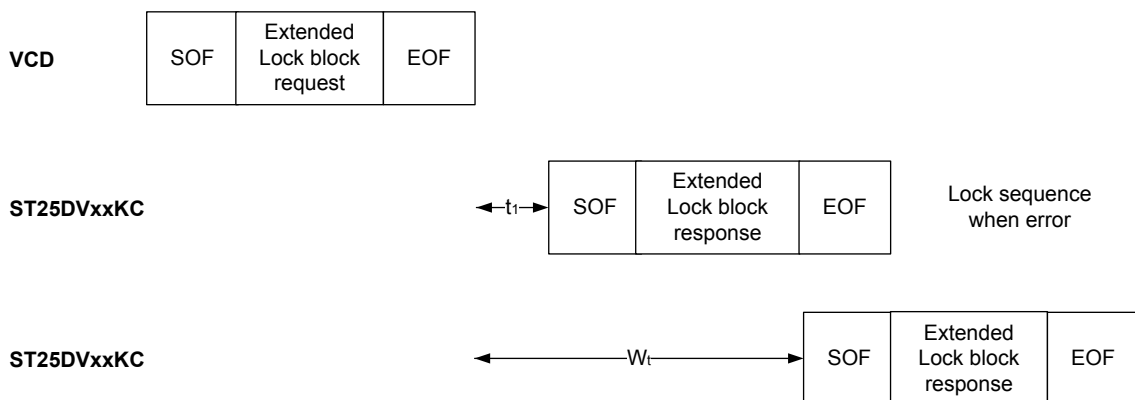 VCD
SOF
Extended
Lock block
request
EOF
ST25DVxxKC
t1
SOF
Extended
Lock block
response
EOF
Lock sequence
when error
ST25DVxxKC
Wt
SOF
Extended
Lock block
response
EOF